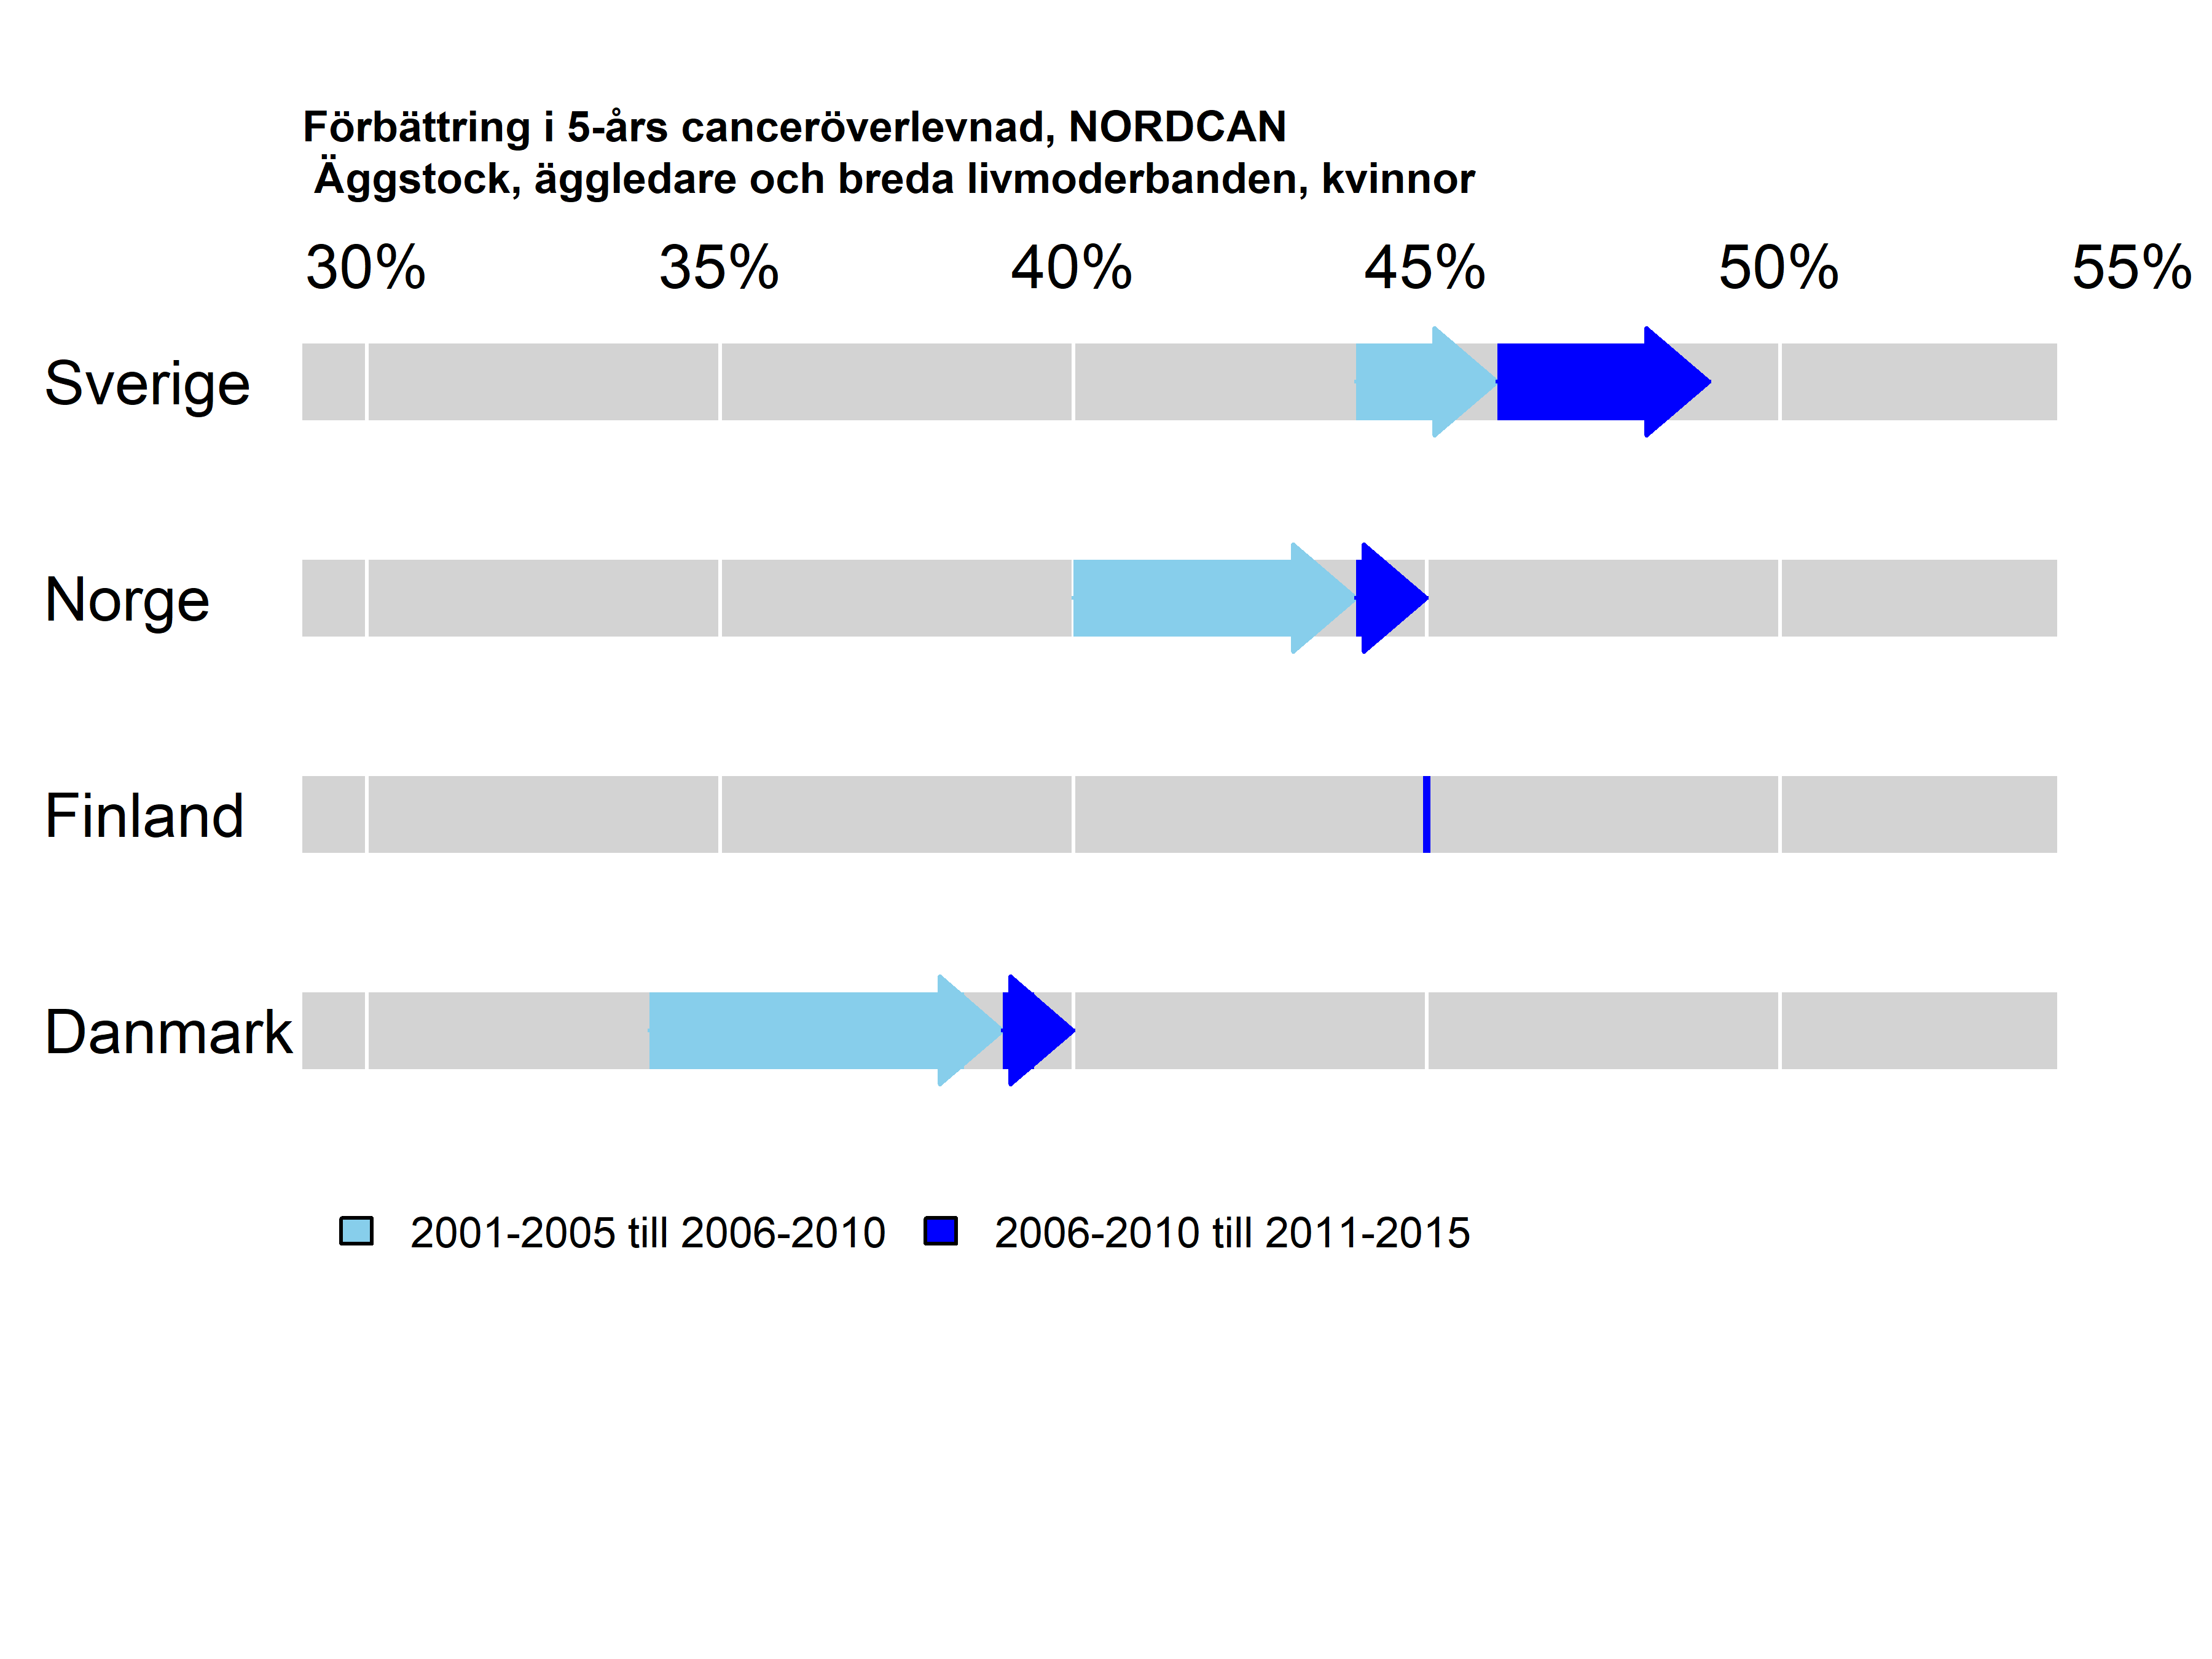 Förbättring i 5-års canceröverlevnad, NORDCAN
Äggstock, äggledare och breda livmoderbanden, kvinnor
30% 35% 40% 45% 50% 55%
Sverige
Norge
Finland
Danmark
2001-2005 till 2006-2010 2006-2010 till 2011-2015